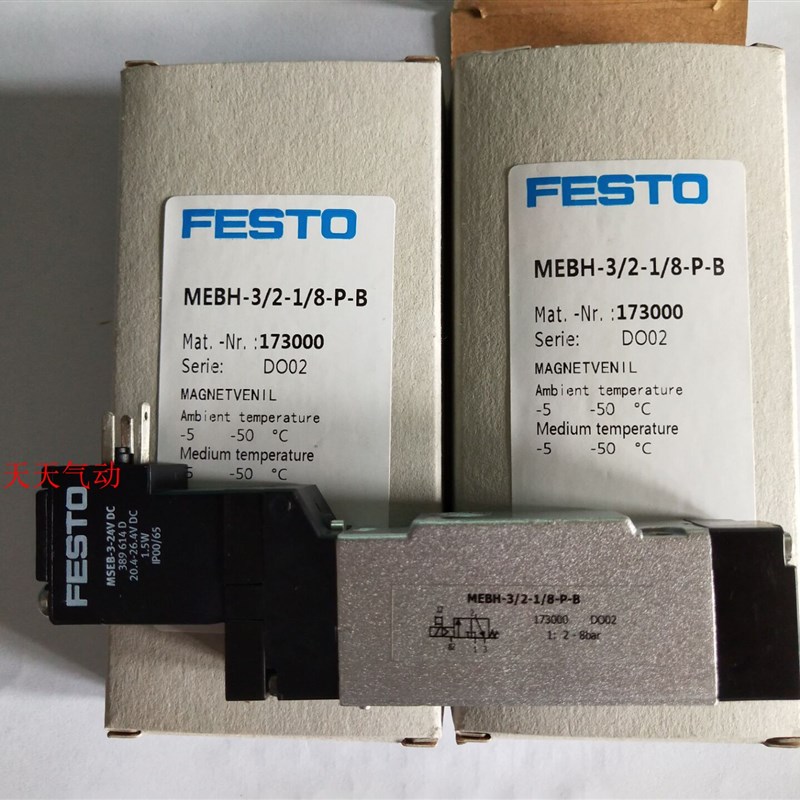 FESTO
MEBH-3/2-1/8-P-B
Mat. -Nr. :173000
Serie: DO02
MAGNETVENIL
Ambient temperature
-5 -50 °C
Medium temperature
-5 -50 °C
FESTO
MEBH-3/2-1/8-P-B
Mat. -Nr. :173000
Serie: DO02
MAGNETVENIL
Ambient temperature
-5 -50 °C
Medium temperature
-5 -50 °C
天天气动
FESTO
MSEB-3-24V DC
389 614 D
20.4-26.4V DC
1.5W
IP00/65
MEBH-3/2-1/8-P-B
173000 DO02
1: 2 - 8bar